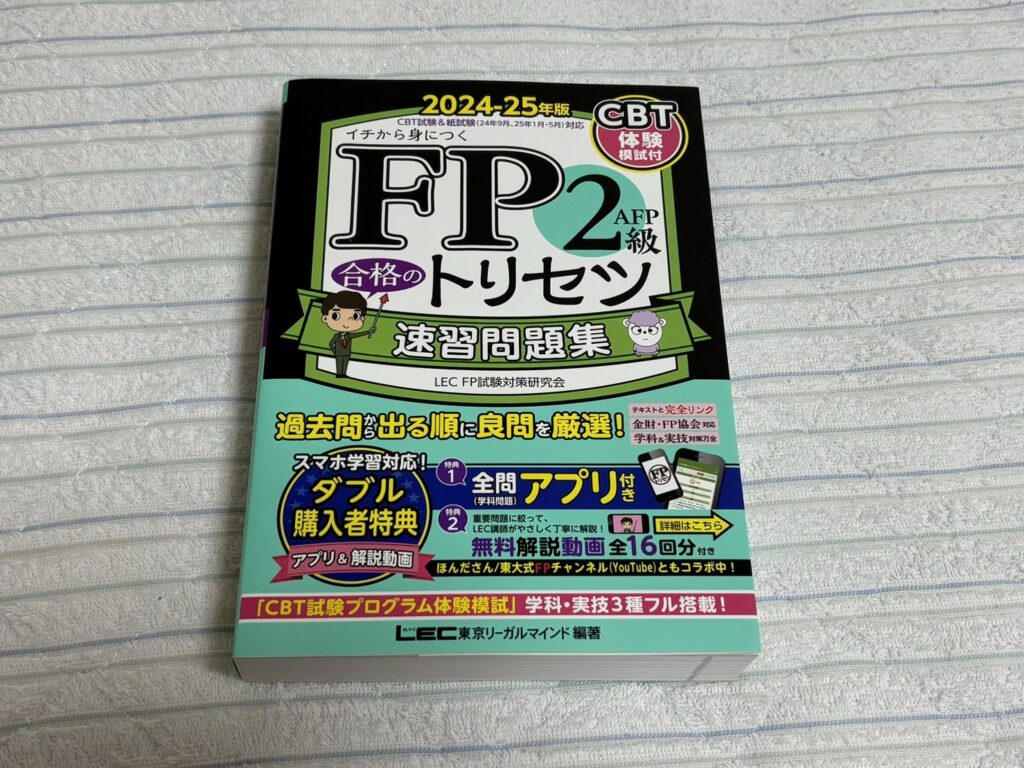 2024-25年版
CBT試験&紙試験(24年9月、25年1月・5月)対応
CBT
体験
模試付
イチから身につく
FP2級
AFP
合格の
トリセツ
速習問題集
LEC FP試験対策研究会
過去問から出る順に良問を厳選!
テキストと完全リンク
金財・FP協会対応
学科&実技対策万全
スマホ学習対応!
ダブル
購入者特典
アプリ&解説動画
特典1
全問アプリ付き
(学科問題)
FP
トリセツ
特典2
重要問題に絞って、
LEC講師がやさしく丁寧に解説!
詳細はこちら
無料解説動画 全16回分付き
ほんださん/東大式FPチャンネル(YouTube)ともコラボ中!
「CBT試験プログラム体験模試」学科・実技3種フル搭載!
れっく
LEC東京リーガルマインド 編著